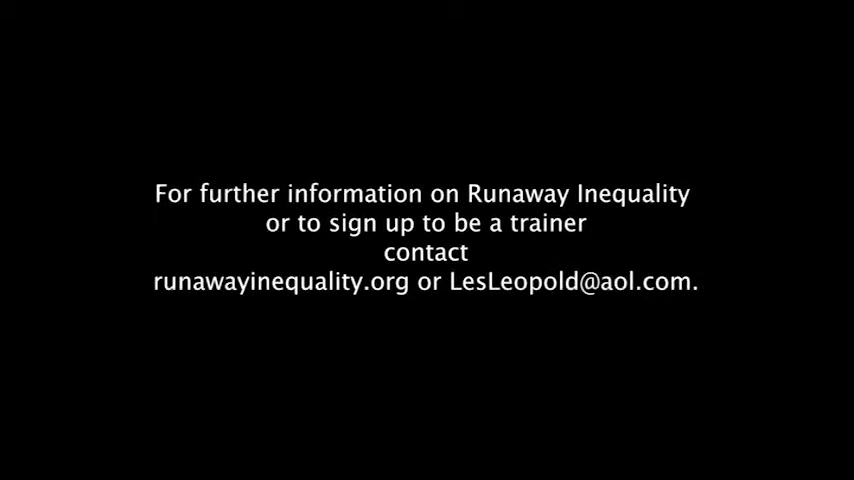 For further information on Runaway Inequality
or to sign up to be a trainer
contact
runawayinequality.org or LesLeopold@aol.com.